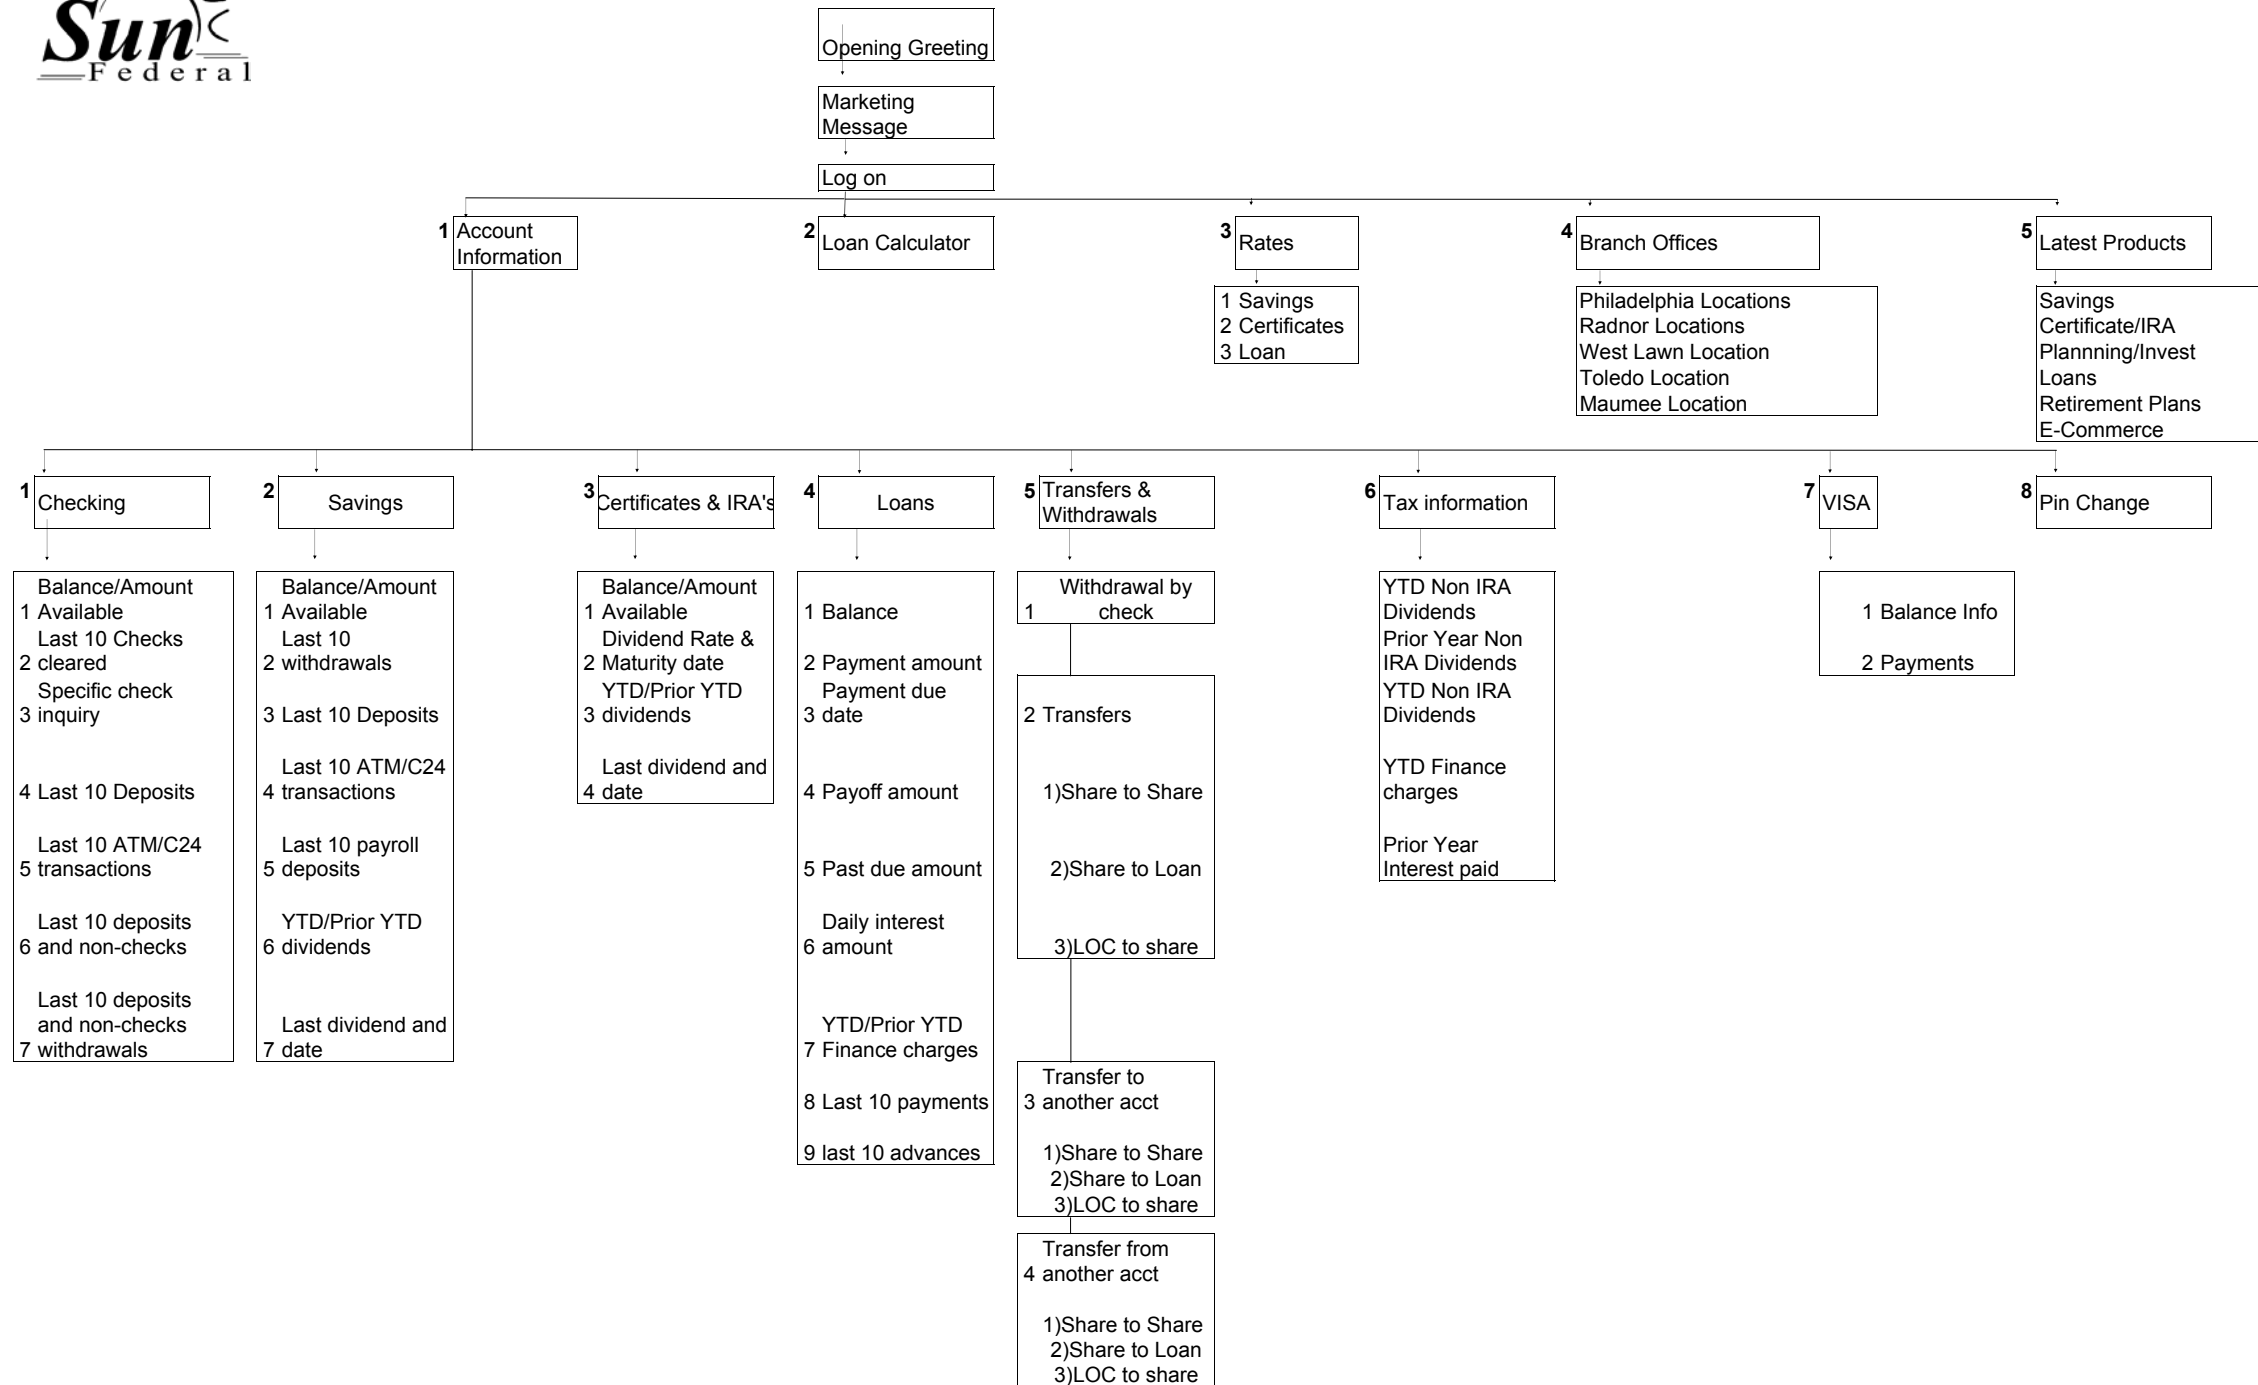 Sun
Federal
Opening Greeting
Marketing
Message
Log on
1 Account
Information
2 Loan Calculator
3 Rates
1 Savings
2 Certificates
3 Loan
4 Branch Offices
Philadelphia Locations
Radnor Locations
West Lawn Location
Toledo Location
Maumee Location
5 Latest Products
Savings
Certificate/IRA
Plannning/Invest
Loans
Retirement Plans
E-Commerce
1 Checking
Balance/Amount
1 Available
Last 10 Checks
2 cleared
Specific check
3 inquiry
4 Last 10 Deposits
Last 10 ATM/C24
5 transactions
Last 10 deposits
6 and non-checks
Last 10 deposits
and non-checks
7 withdrawals
2 Savings
Balance/Amount
1 Available
Last 10
2 withdrawals
3 Last 10 Deposits
Last 10 ATM/C24
4 transactions
Last 10 payroll
5 deposits
YTD/Prior YTD
6 dividends
Last dividend and
7 date
3 Certificates & IRA's
Balance/Amount
1 Available
Dividend Rate &
2 Maturity date
YTD/Prior YTD
3 dividends
Last dividend and
4 date
4 Loans
1 Balance
2 Payment amount
Payment due
3 date
4 Payoff amount
5 Past due amount
Daily interest
6 amount
YTD/Prior YTD
7 Finance charges
8 Last 10 payments
9 last 10 advances
5 Transfers &
Withdrawals
Withdrawal by
1 check
2 Transfers
1)Share to Share
2)Share to Loan
3)LOC to share
Transfer to
3 another acct
1)Share to Share
2)Share to Loan
3)LOC to share
Transfer from
4 another acct
1)Share to Share
2)Share to Loan
3)LOC to share
6 Tax information
YTD Non IRA
Dividends
Prior Year Non
IRA Dividends
YTD Non IRA
Dividends
YTD Finance
charges
Prior Year
Interest paid
7 VISA
1 Balance Info
2 Payments
8 Pin Change